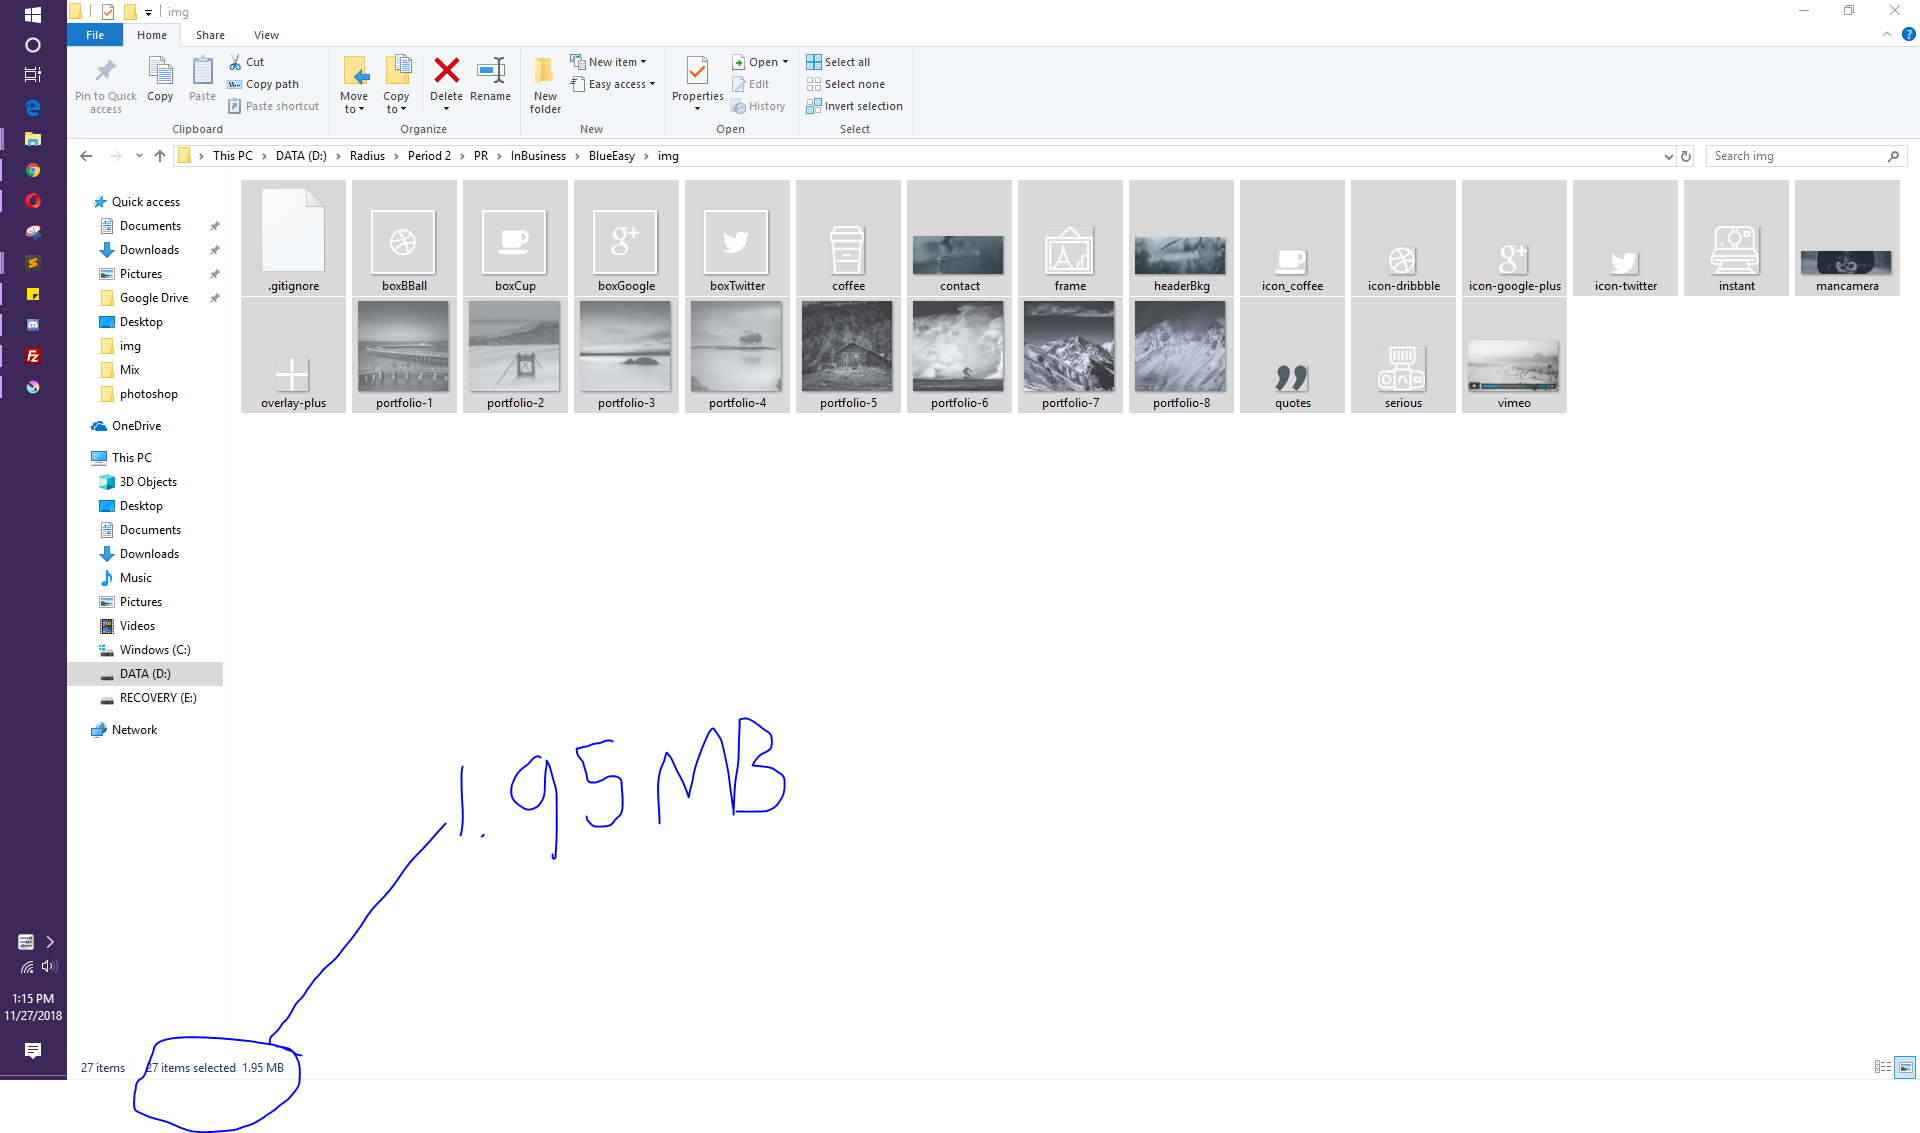 img
File Home Share View
Pin to Quick access
Copy
Paste
Cut
Copy path
Paste shortcut
Clipboard
Move to
Copy to
Delete
Rename
Organize
New folder
New item
Easy access
New
Properties
Open
Edit
History
Open
Select all
Select none
Invert selection
Select
This PC > DATA (D:) > Radius > Period 2 > PR > InBusiness > BlueEasy > img
Search img
Quick access
Documents
Downloads
Pictures
Google Drive
Desktop
img
Mix
photoshop
OneDrive
This PC
3D Objects
Desktop
Documents
Downloads
Music
Pictures
Videos
Windows (C:)
DATA (D:)
RECOVERY (E:)
Network
.gitignore boxBBall boxCup boxGoogle boxTwitter coffee contact frame headerBkg icon_coffee icon-dribbble icon-google-plus icon-twitter instant mancamera
overlay-plus portfolio-1 portfolio-2 portfolio-3 portfolio-4 portfolio-5 portfolio-6 portfolio-7 portfolio-8 quotes serious vimeo
1.95 MB
1:15 PM
11/27/2018
27 items 27 items selected 1.95 MB